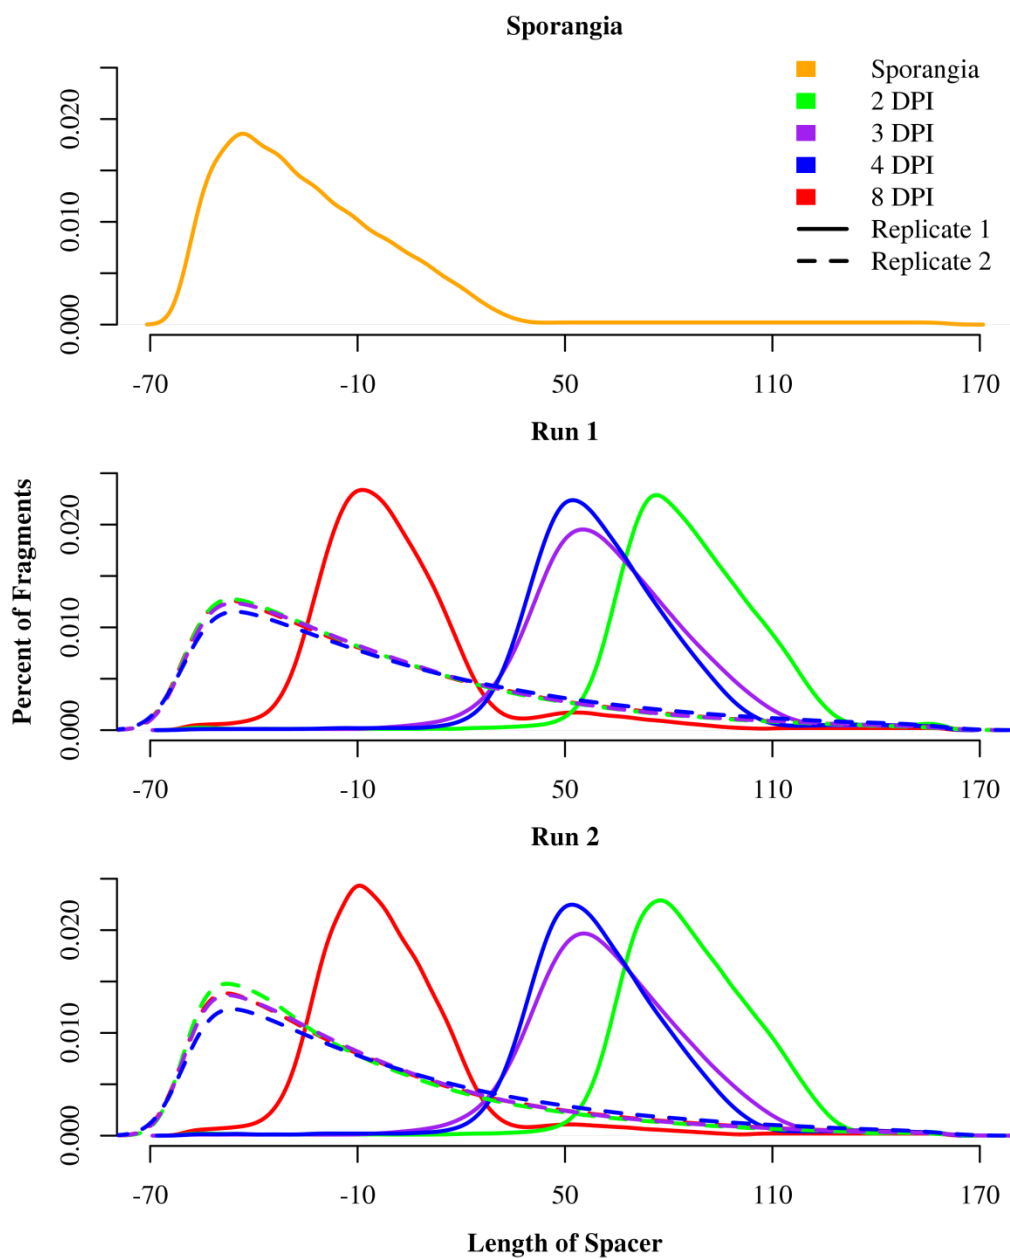 Sporangia
Sporangia
2 DPI
3 DPI
4 DPI
8 DPI
Replicate 1
Replicate 2
0.000 0.010 0.020
-70 -10 50 110 170
Run 1
0.000 0.010 0.020
-70 -10 50 110 170
Percent of Fragments
Run 2
0.000 0.010 0.020
-70 -10 50 110 170
Length of Spacer